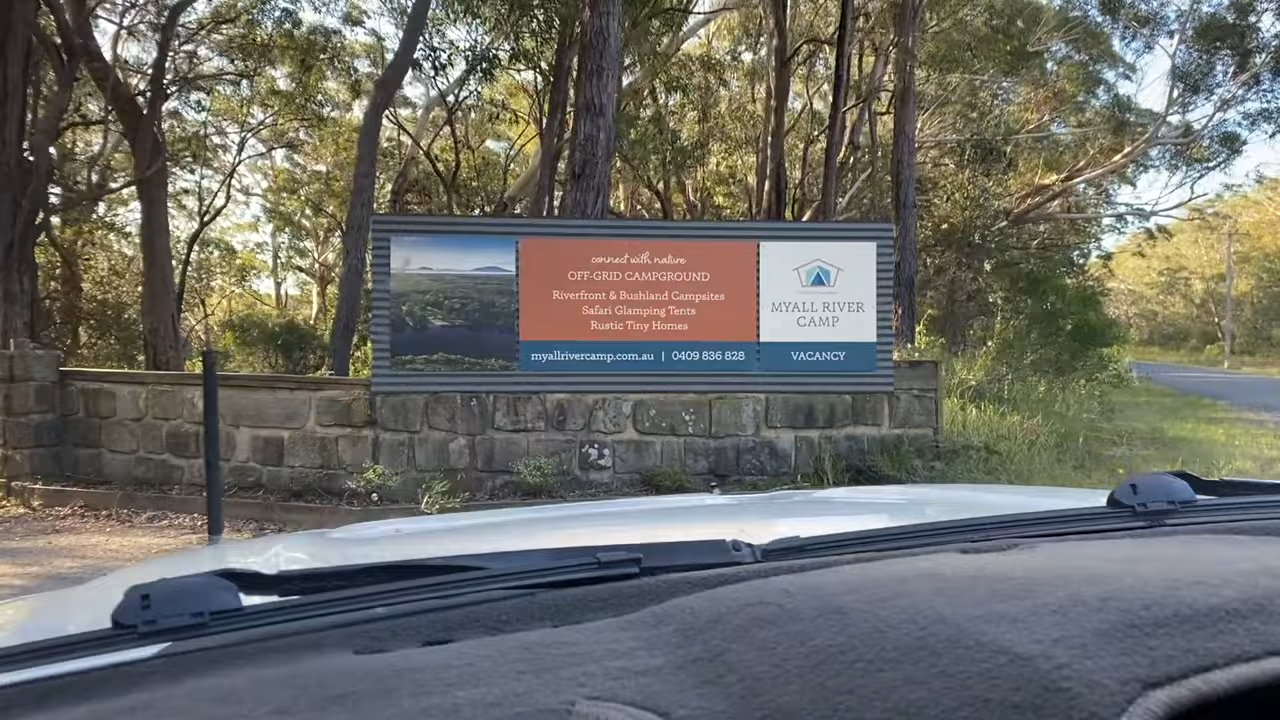 connect with nature
OFF-GRID CAMPGROUND
Riverfront & Bushland Campsites
Safari Glamping Tents
Rustic Tiny Homes
myallrivercamp.com.au | 0409 836 828
MYALL RIVER
CAMP
VACANCY